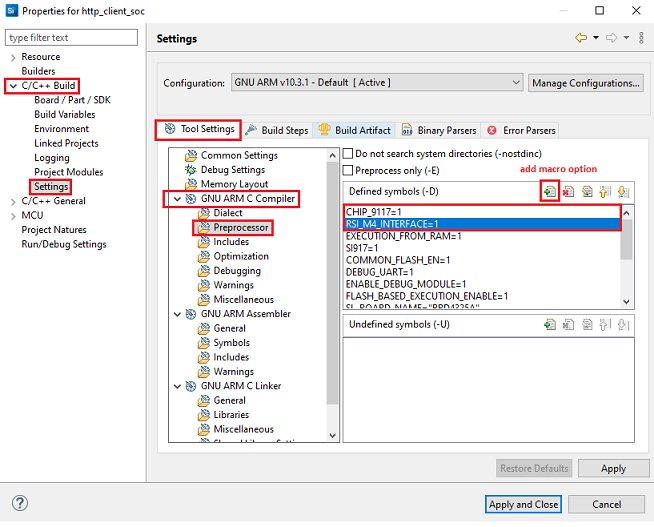 Si Properties for http_client_soc
type filter text
Resource
Builders
C/C++ Build
Board / Part / SDK
Build Variables
Environment
Linked Projects
Logging
Project Modules
Settings
C/C++ General
MCU
Project Natures
Run/Debug Settings
Settings
Configuration: GNU ARM v10.3.1 - Default [ Active ] Manage Configurations...
Tool Settings Build Steps Build Artifact Binary Parsers Error Parsers
Common Settings
Debug Settings
Memory Layout
GNU ARM C Compiler
Dialect
Preprocessor
Includes
Optimization
Debugging
Warnings
Miscellaneous
GNU ARM Assembler
General
Symbols
Includes
Warnings
GNU ARM C Linker
General
Libraries
Miscellaneous
Do not search system directories (-nostdinc)
Preprocess only (-E) add macro option
Defined symbols (-D)
CHIP_9117=1
RSI_M4_INTERFACE=1
EXECUTION_FROM_RAM=1
SI917=1
COMMON_FLASH_EN=1
DEBUG_UART=1
ENABLE_DEBUG_MODULE=1
FLASH_BASED_EXECUTION_ENABLE=1
Undefined symbols (-U)
Restore Defaults Apply
? Apply and Close Cancel